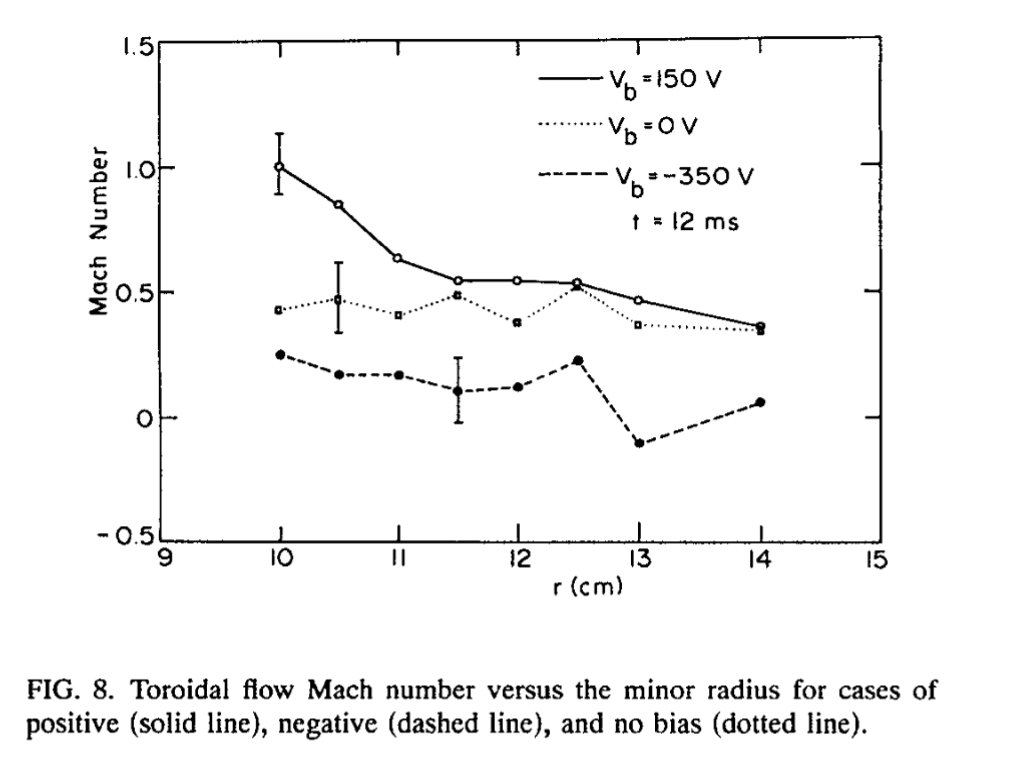 1.5
V_b = 150 V
V_b = 0 V
1.0
V_b = -350 V
t = 12 ms
Mach Number
0.5
0
-0.5
9 10 11 12 13 14 15
r (cm)
FIG. 8. Toroidal flow Mach number versus the minor radius for cases of
positive (solid line), negative (dashed line), and no bias (dotted line).